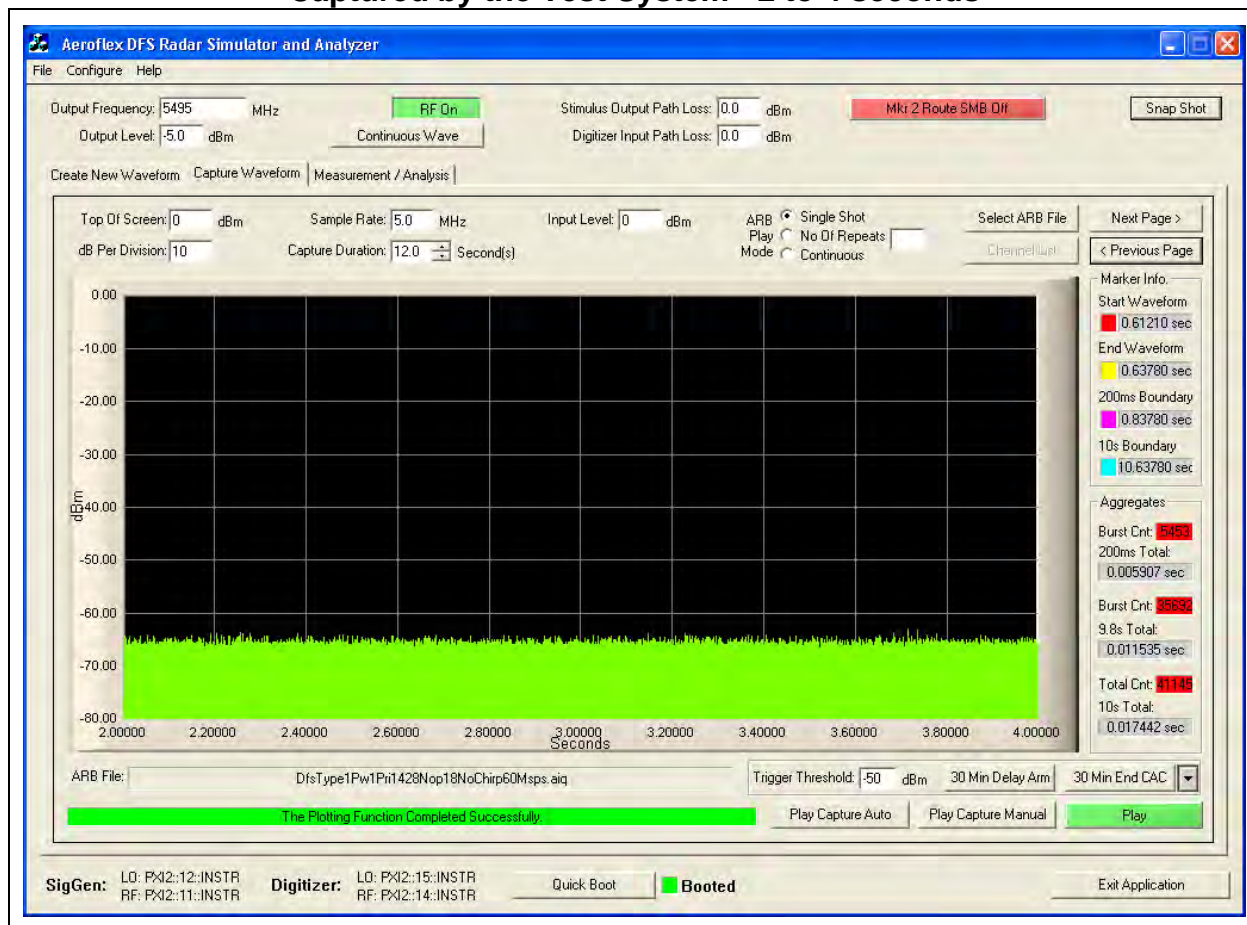 Captured by the Test System – 2 to 4 Seconds
Aeroflex DFS Radar Simulator and Analyzer
File Configure Help
Output Frequency: 5495 MHz RF On Stimulus Output Path Loss: 0.0 dBm Mkr 2 Route SMB Off Snap Shot
Output Level: -5.0 dBm Continuous Wave Digitizer Input Path Loss: 0.0 dBm
Create New Waveform Capture Waveform Measurement / Analysis
Top Of Screen: 0 dBm Sample Rate: 5.0 MHz Input Level: 0 dBm ARB Play Mode Single Shot Select ARB File Next Page >
No Of Repeats
dB Per Division: 10 Capture Duration: 12.0 Second(s) Continuous Channel List < Previous Page
Marker Info.
Start Waveform
0.61210 sec
End Waveform
0.63780 sec
200ms Boundary
0.83780 sec
10s Boundary
10.63780 sec
Aggregates
Burst Cnt: 5453
200ms Total:
0.005907 sec
Burst Cnt: 35692
9.8s Total:
0.011535 sec
Total Cnt: 41145
10s Total:
0.017442 sec
0.00
-10.00
-20.00
-30.00
-40.00
-50.00
-60.00
-70.00
-80.00
dBm
2.00000 2.20000 2.40000 2.60000 2.80000 3.00000 3.20000 3.40000 3.60000 3.80000 4.00000
Seconds
ARB File: DfsType1Pw1Pri1428Nop18NoChirp60Msps.aiq Trigger Threshold: -50 dBm 30 Min Delay Arm 30 Min End CAC
The Plotting Function Completed Successfully. Play Capture Auto Play Capture Manual Play
SigGen: LO: PXI2::12::INSTR Digitizer: LO: PXI2::15::INSTR Quick Boot Booted Exit Application
RF: PXI2::11::INSTR RF: PXI2::14::INSTR